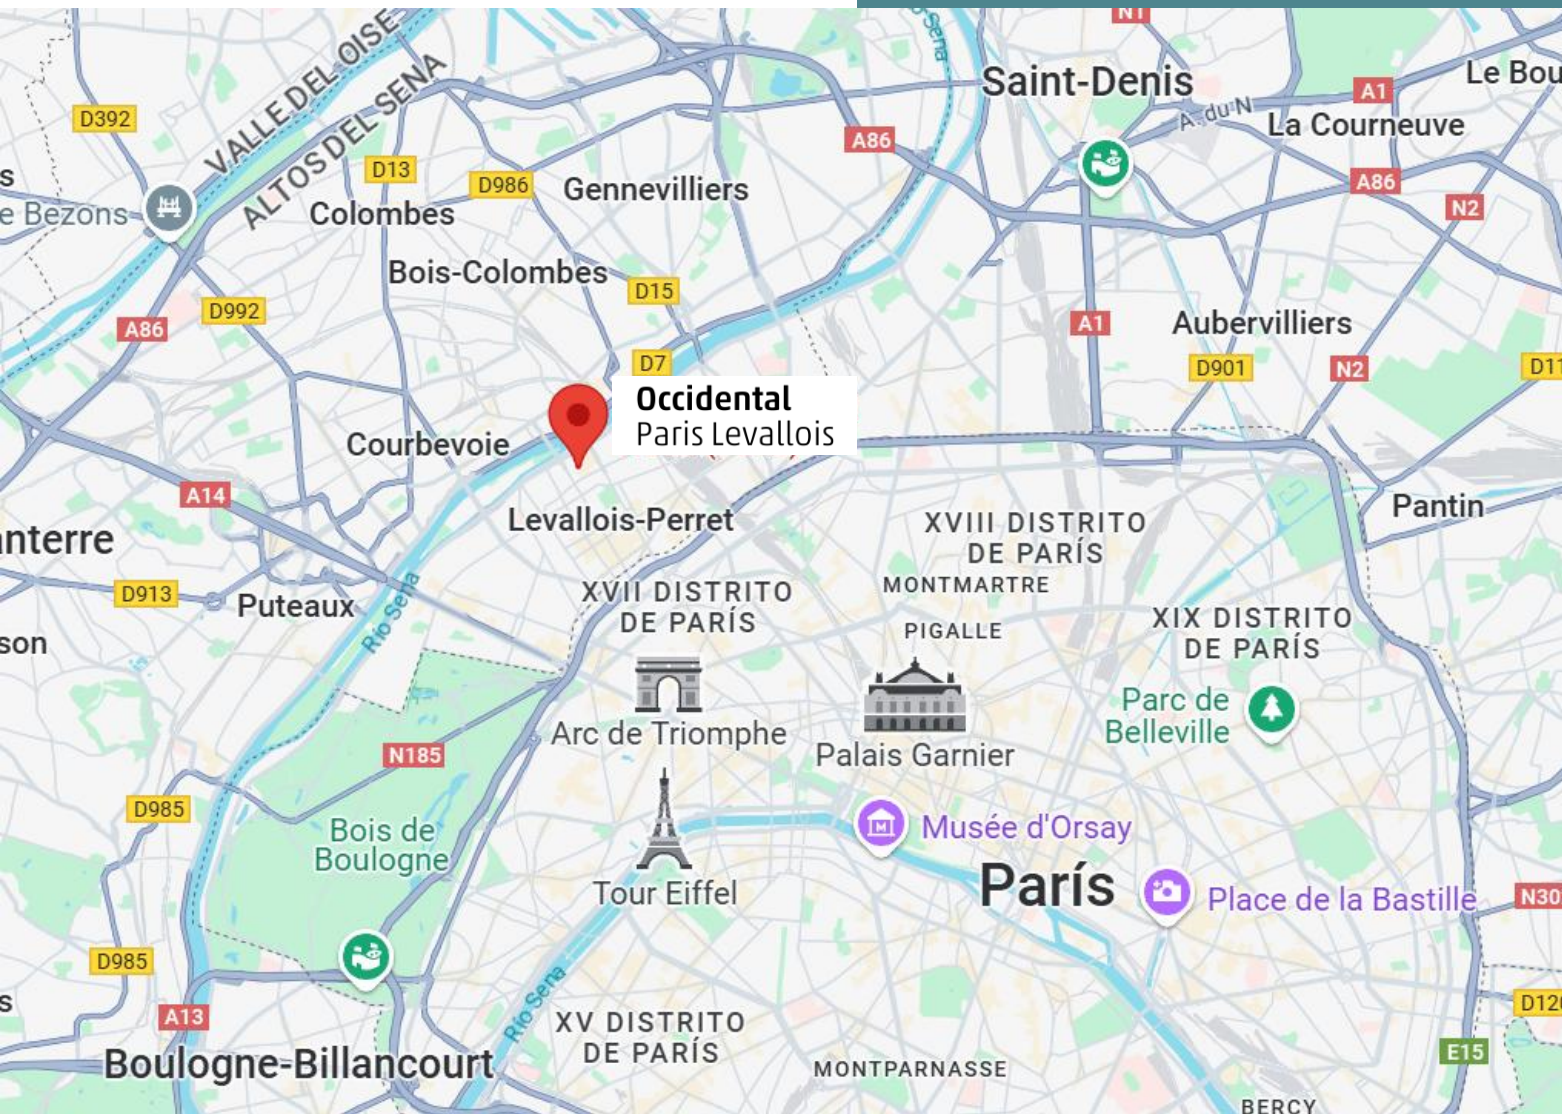 N1
Sena
Saint-Denis
Le Bou
A1
D392
VALLE DEL OISE
ALTOS DEL SENA
A. du N
La Courneuve
A86
D13
D986
Gennevilliers
A86
s
N2
e Bezons
Colombes
Bois-Colombes
D15
D992
A86
A1
Aubervilliers
D7
D901
N2
D11
Occidental
Paris Levallois
Courbevoie
A14
Levallois-Perret
Pantin
XVIII DISTRITO
DE PARÍS
anterre
MONTMARTRE
D913
Puteaux
Río Sena
XVII DISTRITO
DE PARÍS
PIGALLE
XIX DISTRITO
DE PARÍS
son
Arc de Triomphe
Palais Garnier
Parc de
Belleville
N185
D985
Bois de
Boulogne
Musée d'Orsay
Tour Eiffel
París
Place de la Bastille
N30
D985
Río Sena
s
A13
XV DISTRITO
DE PARÍS
D120
Boulogne-Billancourt
MONTPARNASSE
E15
BERCY